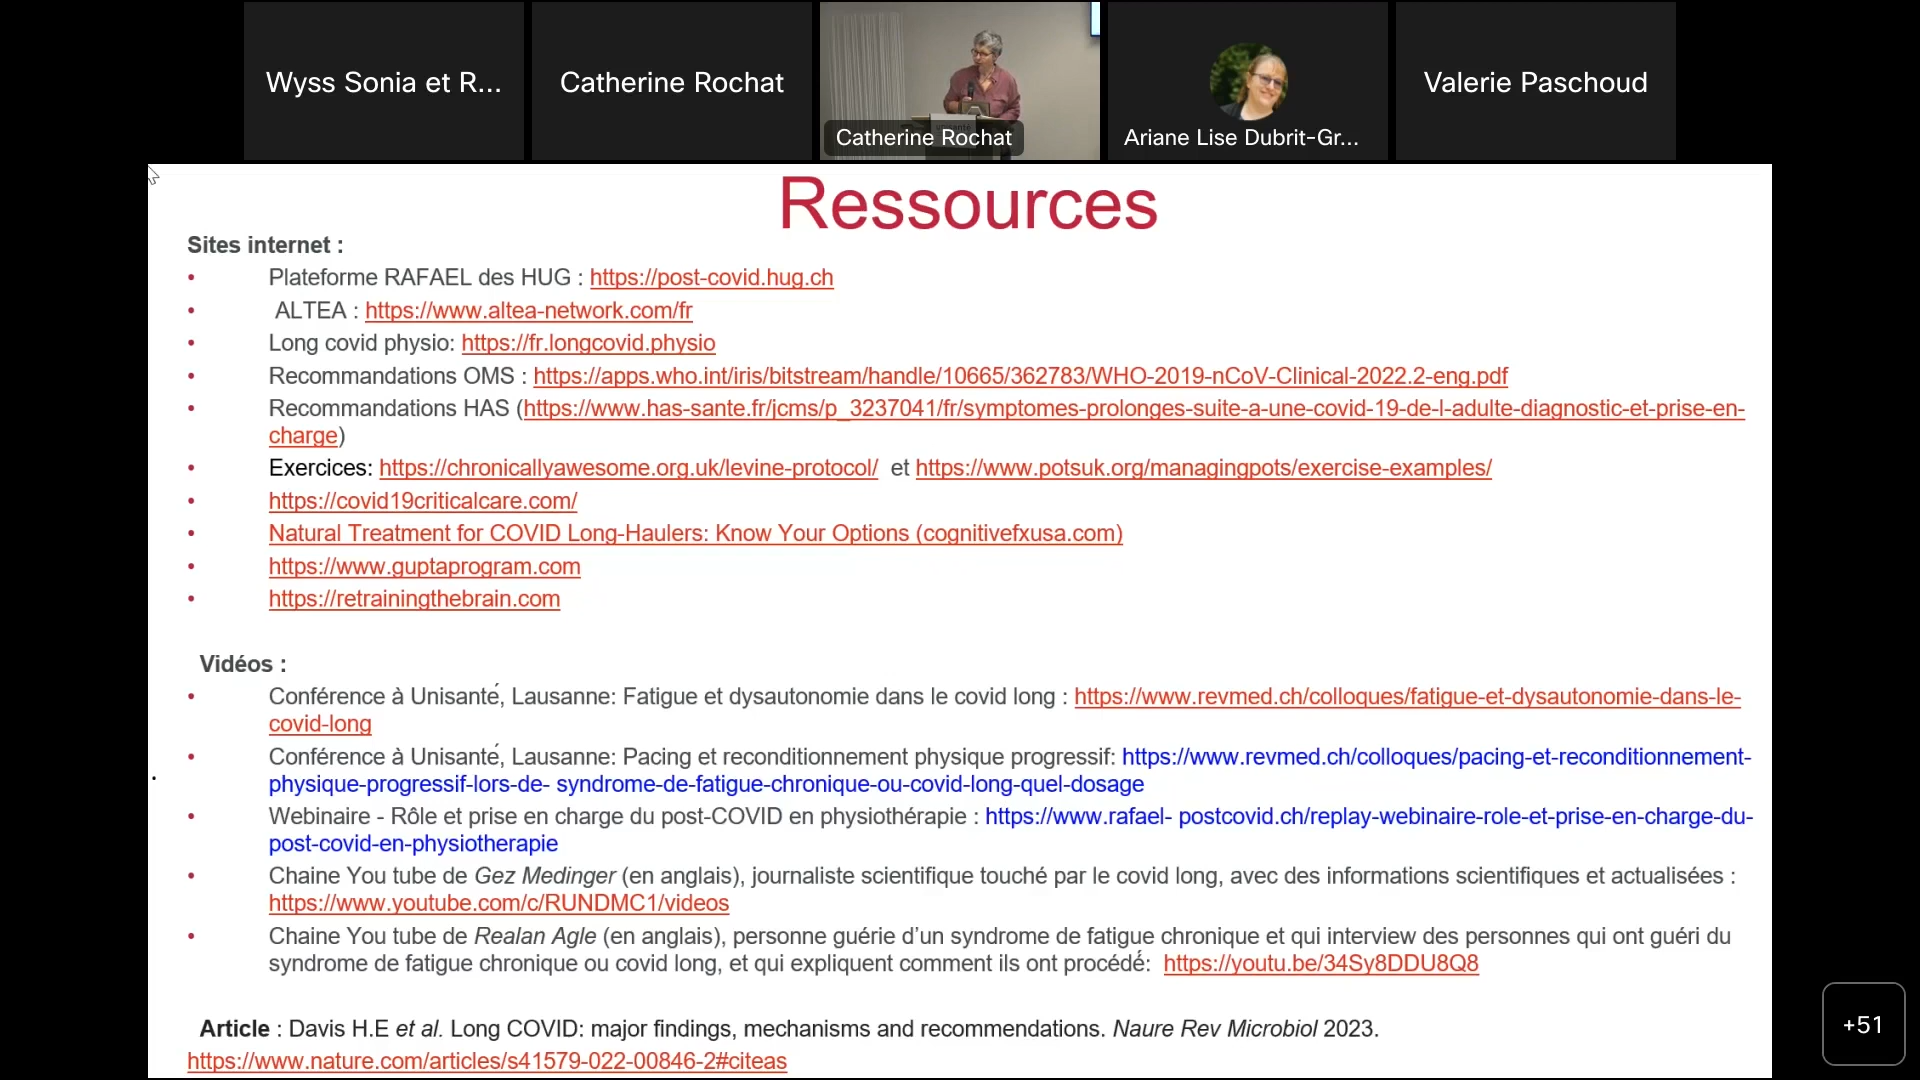 Wyss Sonia et R...
Catherine Rochat
Catherine Rochat
Ariane Lise Dubrit-Gr...
Valerie Paschoud
Ressources
Sites internet :
• Plateforme RAFAEL des HUG : https://post-covid.hug.ch
• ALTEA : https://www.altea-network.com/fr
• Long covid physio: https://fr.longcovid.physio
• Recommandations OMS : https://apps.who.int/iris/bitstream/handle/10665/362783/WHO-2019-nCoV-Clinical-2022.2-eng.pdf
• Recommandations HAS (https://www.has-sante.fr/jcms/p_3237041/fr/symptomes-prolonges-suite-a-une-covid-19-de-l-adulte-diagnostic-et-prise-en-
charge)
• Exercices: https://chronicallyawesome.org.uk/levine-protocol/ et https://www.potsuk.org/managingpots/exercise-examples/
• https://covid19criticalcare.com/
• Natural Treatment for COVID Long-Haulers: Know Your Options (cognitivefxusa.com)
• https://www.guptaprogram.com
• https://retrainingthebrain.com
Vidéos :
• Conférence à Unisanté, Lausanne: Fatigue et dysautonomie dans le covid long : https://www.revmed.ch/colloques/fatigue-et-dysautonomie-dans-le-
covid-long
• Conférence à Unisanté, Lausanne: Pacing et reconditionnement physique progressif: https://www.revmed.ch/colloques/pacing-et-reconditionnement-
physique-progressif-lors-de- syndrome-de-fatigue-chronique-ou-covid-long-quel-dosage
• Webinaire - Rôle et prise en charge du post-COVID en physiothérapie : https://www.rafael- postcovid.ch/replay-webinaire-role-et-prise-en-charge-du-
post-covid-en-physiotherapie
• Chaine You tube de Gez Medinger (en anglais), journaliste scientifique touché par le covid long, avec des informations scientifiques et actualisées :
https://www.youtube.com/c/RUNDMC1/videos
• Chaine You tube de Realan Agle (en anglais), personne guérie d’un syndrome de fatigue chronique et qui interview des personnes qui ont guéri du
syndrome de fatigue chronique ou covid long, et qui expliquent comment ils ont procédé: https://youtu.be/34Sy8DDU8Q8
Article : Davis H.E et al. Long COVID: major findings, mechanisms and recommendations. Naure Rev Microbiol 2023.
https://www.nature.com/articles/s41579-022-00846-2#citeas
+51